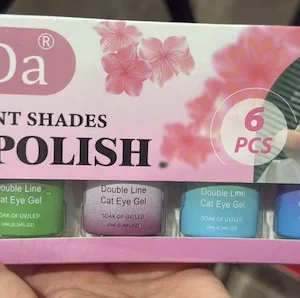 Da®
NT SHADES
POLISH
6
PCS
Double Line
Cat Eye Gel
SOAK OF UV/LED
Double Line
Cat Eye Gel
SOAK OF UV/LED
Double Line
Cat Eye Gel
SOAK OF UV/LED